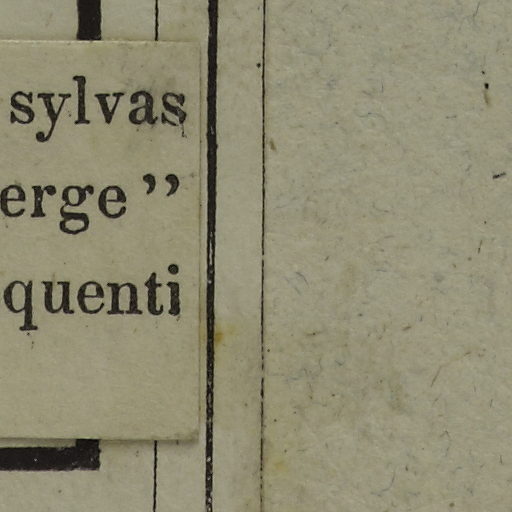 sylvas
erge”
quenti